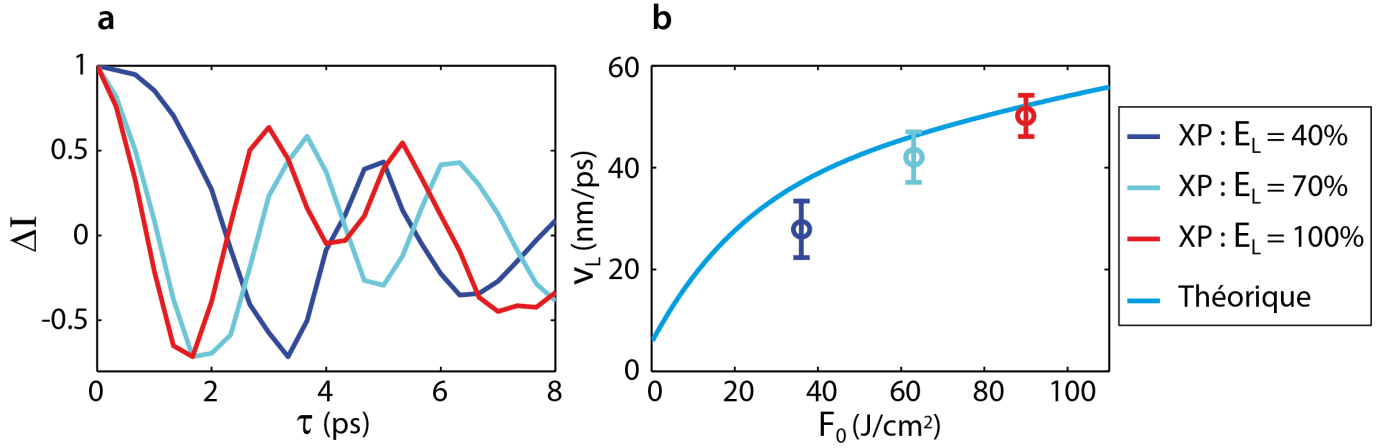 a
b
1
0.5
0
-0.5
ΔI
0
2
4
6
8
τ (ps)
60
40
20
0
v_L (nm/ps)
0
20
40
60
80
100
F_0 (J/cm²)
XP : E_L = 40%
XP : E_L = 70%
XP : E_L = 100%
Théorique